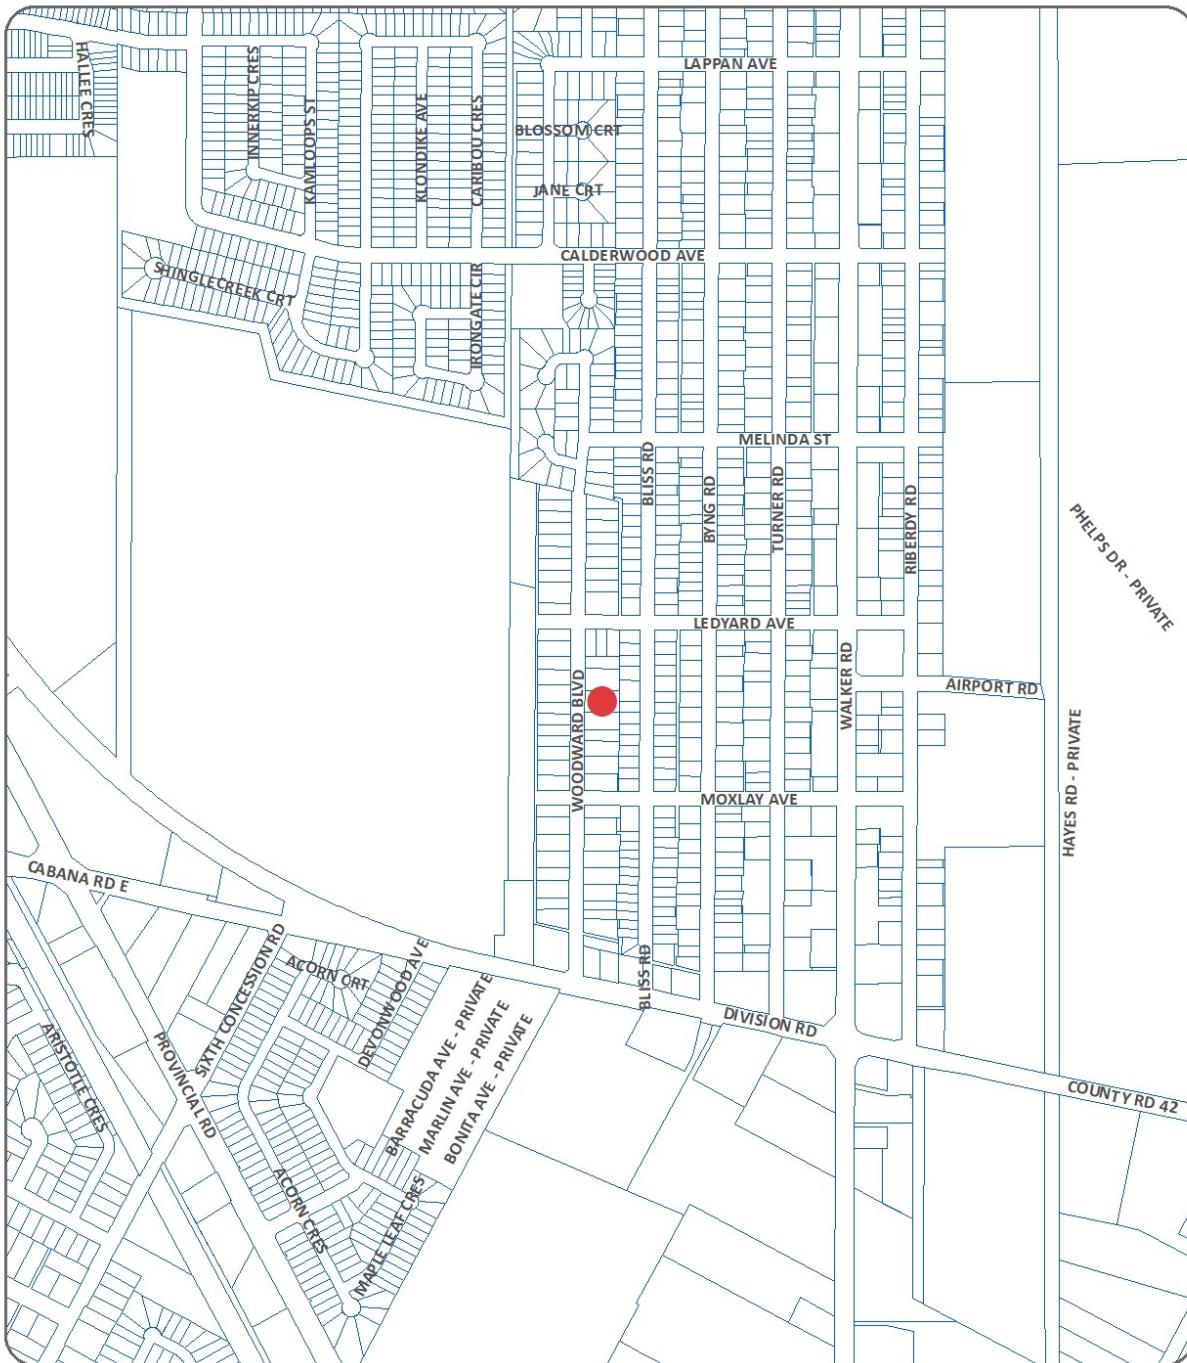 LAPPAN AVE
HALLEE CRES
INNERKIP CRES
KAMLOOPS ST
KLONDIKE AVE
CARIBOU CRES
BLOSSOM CRT
JANE CRT
CALDERWOOD AVE
SHINGLECREEK CRT
IRONGATE CIR
MELINDA ST
BLISS RD
BYNG RD
TURNER RD
RIBERDY RD
PHELPS DR - PRIVATE
LEDYARD AVE
WOODWARD BLVD
WALKER RD
AIRPORT RD
HAYES RD - PRIVATE
MOXLAY AVE
CABANA RD E
SIXTH CONCESSION RD
ACORN CRT
DEVONWOOD AVE
BLISS RD
DIVISION RD
ARISTOTLE CRES
PROVINCIAL RD
BARRACUDA AVE - PRIVATE
MARLIN AVE - PRIVATE
BONITA AVE - PRIVATE
COUNTY RD 42
ACORN CRES
MAPLE LEAF CRES